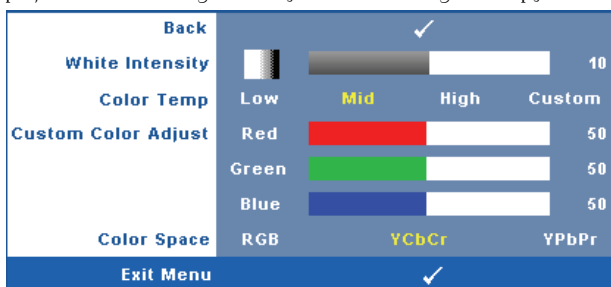 Back
White Intensity 10
Color Temp Low Mid High Custom
Custom Color Adjust Red 50
Green 50
Blue 50
Color Space RGB YCbCr YPbPr
Exit Menu